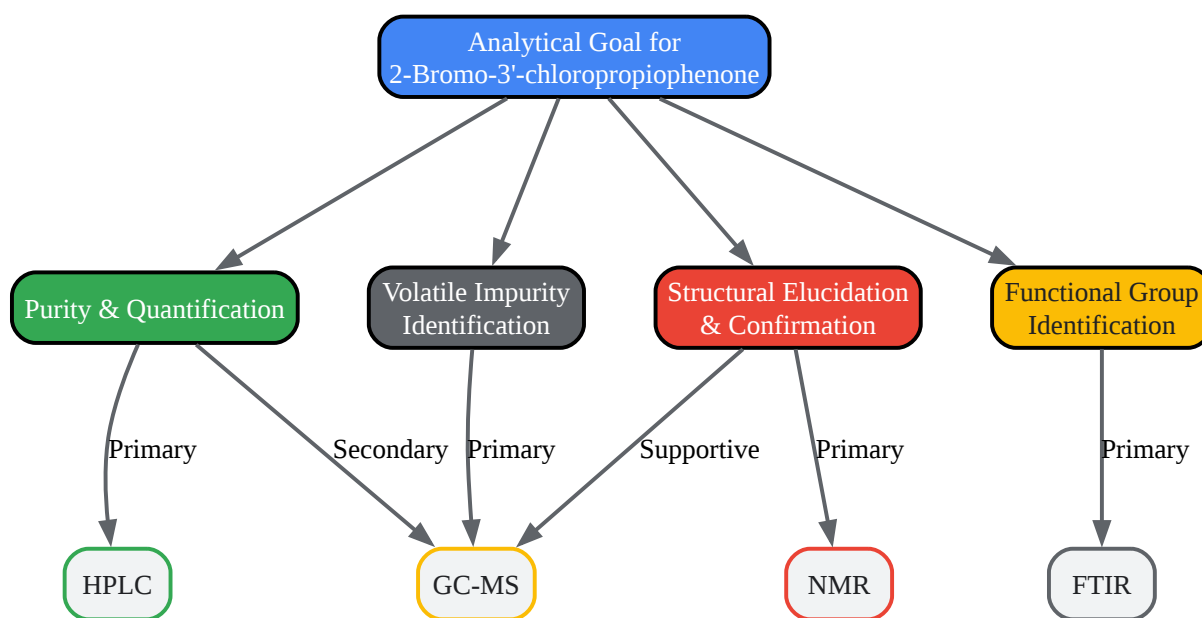 Analytical Goal for
2-Bromo-3'-chloropropiophenone
Purity & Quantification
Volatile Impurity
Identification
Structural Elucidation
& Confirmation
Functional Group
Identification
Primary
Secondary
Primary
Supportive
Primary
Primary
HPLC
GC-MS
NMR
FTIR